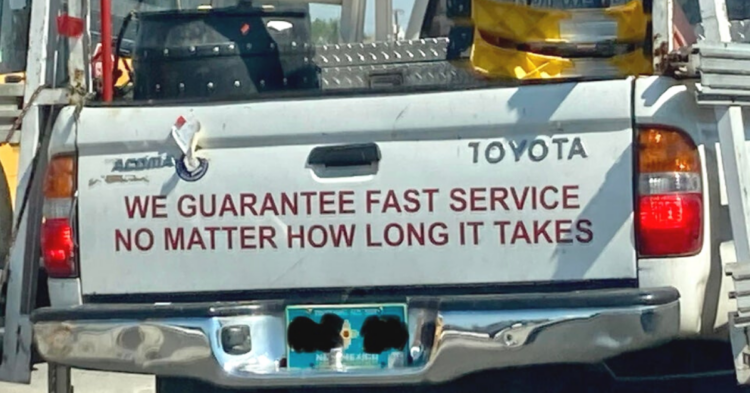 TOYOTA
WE GUARANTEE FAST SERVICE
NO MATTER HOW LONG IT TAKES